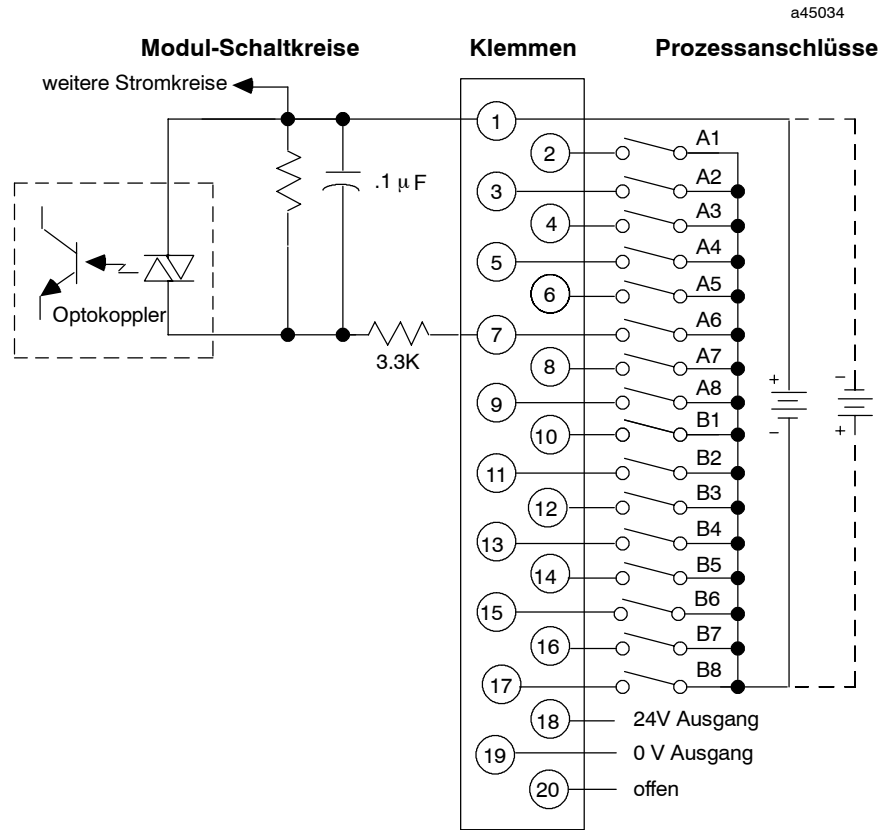 a45034
Modul-Schaltkreise
Klemmen
Prozessanschlüsse
weitere Stromkreise
.1 µF
Optokoppler
3.3K
1
2
3
4
5
6
7
8
9
10
11
12
13
14
15
16
17
18
19
20
A1
A2
A3
A4
A5
A6
A7
A8
B1
B2
B3
B4
B5
B6
B7
B8
+
−
−
+
24V Ausgang
0 V Ausgang
offen